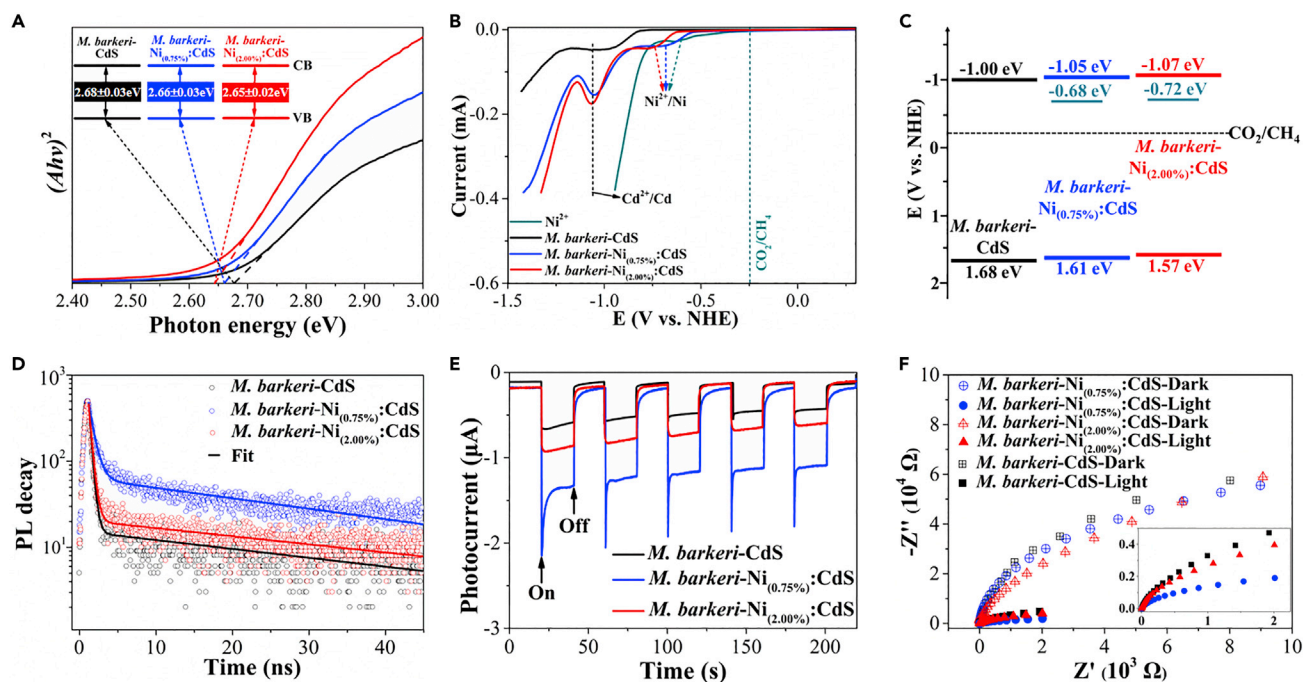 A
M. barkeri-
CdS
M. barkeri-
Ni(0.75%):CdS
M. barkeri-
Ni(2.00%):CdS
CB
2.68±0.03eV
2.66±0.03eV
2.65±0.02eV
VB
(Ahν)2
2.40 2.55 2.70 2.85 3.00
Photon energy (eV)
B
0.0
-0.2
-0.4
-0.6
Current (mA)
Ni2+/Ni
Cd2+/Cd
Ni2+
M. barkeri-CdS
M. barkeri-Ni(0.75%):CdS
M. barkeri-Ni(2.00%):CdS
CO2/CH4
-1.5 -1.0 -0.5 0.0
E (V vs. NHE)
C
-1
0
1
2
E (V vs. NHE)
-1.00 eV
-1.05 eV
-1.07 eV
-0.68 eV
-0.72 eV
CO2/CH4
M. barkeri-
Ni(2.00%):CdS
M. barkeri-
Ni(0.75%):CdS
M. barkeri-
CdS
1.68 eV
1.61 eV
1.57 eV
D
103
102
101
PL decay
M. barkeri-CdS
M. barkeri-Ni(0.75%):CdS
M. barkeri-Ni(2.00%):CdS
Fit
0 10 20 30 40
Time (ns)
E
0
-1
-2
-3
Photocurrent (μA)
On
Off
M. barkeri-CdS
M. barkeri-Ni(0.75%):CdS
M. barkeri-Ni(2.00%):CdS
0 50 100 150 200
Time (s)
F
10
8
6
4
2
0
-Z'' (104 Ω)
M. barkeri-Ni(0.75%):CdS-Dark
M. barkeri-Ni(0.75%):CdS-Light
M. barkeri-Ni(2.00%):CdS-Dark
M. barkeri-Ni(2.00%):CdS-Light
M. barkeri-CdS-Dark
M. barkeri-CdS-Light
0.4
0.2
0.0
0 1 2
0 2 4 6 8 10
Z' (103 Ω)